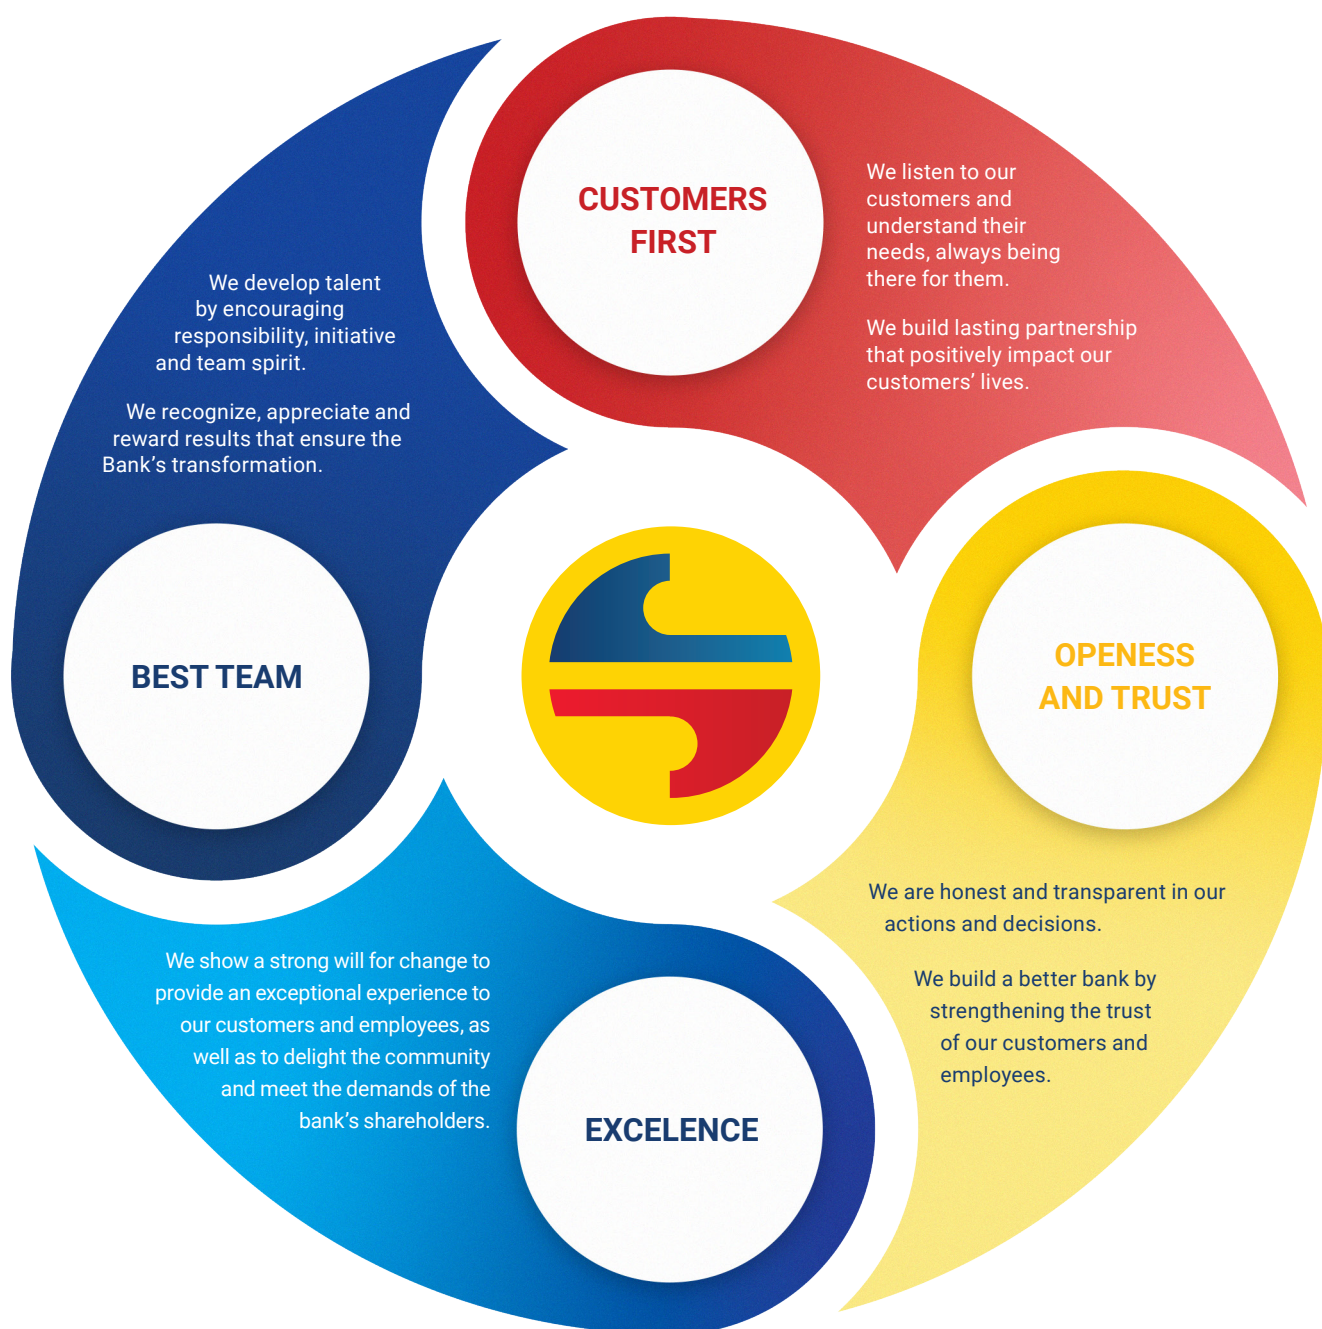 CUSTOMERS
FIRST
We listen to our
customers and
understand their
needs, always being
there for them.
We build lasting partnership
that positively impact our
customers’ lives.
OPENESS
AND TRUST
We are honest and transparent in our
actions and decisions.
We build a better bank by
strengthening the trust
of our customers and
employees.
EXCELENCE
We show a strong will for change to
provide an exceptional experience to
our customers and employees, as
well as to delight the community
and meet the demands of the
bank’s shareholders.
BEST TEAM
We develop talent
by encouraging
responsibility, initiative
and team spirit.
We recognize, appreciate and
reward results that ensure the
Bank’s transformation.